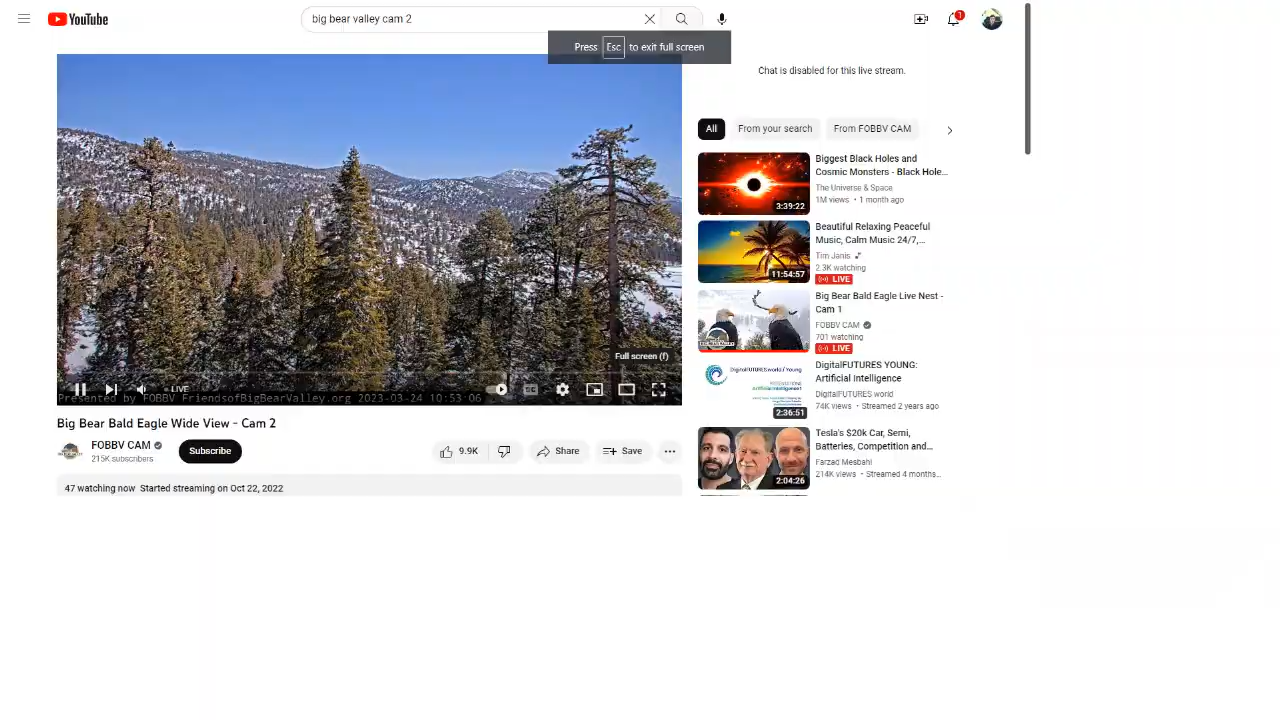 YouTube
big bear valley cam 2
1
Press Esc to exit full screen
Full screen (f)
LIVE
Presented by FOBBV FriendsofBigBearValley.org 2023-03-24 10:53:06
Big Bear Bald Eagle Wide View - Cam 2
FOBBV CAM
215K subscribers
Subscribe
9.9K
Share
Save
47 watching now Started streaming on Oct 22, 2022
Chat is disabled for this live stream.
All
From your search
From FOBBV CAM
3:39:22
Biggest Black Holes and
Cosmic Monsters - Black Hole...
The Universe & Space
1M views • 1 month ago
11:54:57
Beautiful Relaxing Peaceful
Music, Calm Music 24/7,...
Tim Janis
2.3K watching
LIVE
Big Bear Bald Eagle Live Nest -
Cam 1
FOBBV CAM
701 watching
LIVE
2:36:51
DigitalFUTURES YOUNG:
Artificial Intelligence
DigitalFUTURES world
74K views • Streamed 2 years ago
2:04:26
Tesla's $20k Car, Semi,
Batteries, Competition and...
Farzad Mesbahi
214K views • Streamed 4 months...